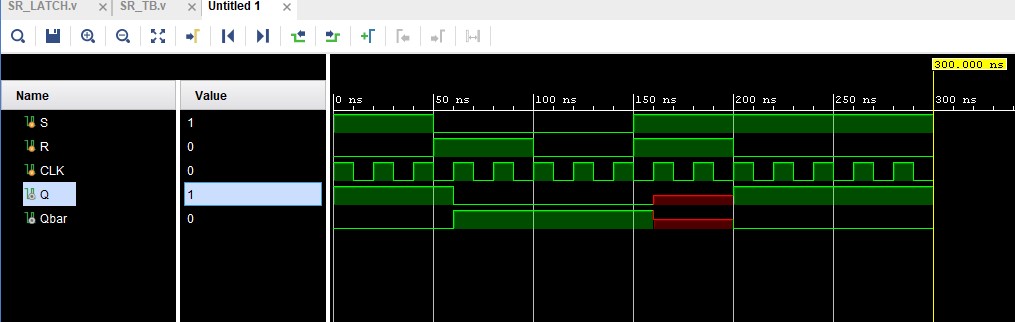 SR_LATCH.v × SR_TB.v × Untitled 1 ×
300.000 ns
Name Value
0 ns 50 ns 100 ns 150 ns 200 ns 250 ns 300 ns
S 1
R 0
CLK 0
Q 1
Qbar 0